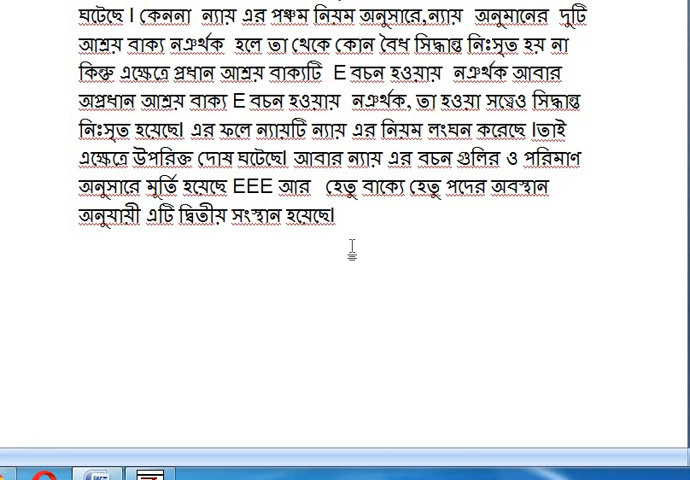 ঘটেছে । কেননা ন্যায় এর পঞ্চম নিয়ম অনুসারে,ন্যায় অনুমানের দুটি
আশ্রয় বাক্য নঞর্থক হলে তা থেকে কোন বৈধ সিদ্ধান্ত নিঃসৃত হয় না
কিন্তু এক্ষেত্রে প্রধান আশ্রয় বাক্যটি E বচন হওয়ায় নঞর্থক আবার
অপ্রধান আশ্রয় বাক্য E বচন হওয়ায় নঞর্থক, তা হওয়া সত্ত্বেও সিদ্ধান্ত
নিঃসৃত হয়েছে। এর ফলে ন্যায়টি ন্যায় এর নিয়ম লংঘন করেছে ।তাই
এক্ষেত্রে উপরিক্ত দোষ ঘটেছে। আবার ন্যায় এর বচন গুলির ও পরিমাণ
অনুসারে মূর্তি হয়েছে EEE আর হেতু বাক্যে হেতু পদের অবস্থান
অনুযায়ী এটি দ্বিতীয় সংস্থান হয়েছে।